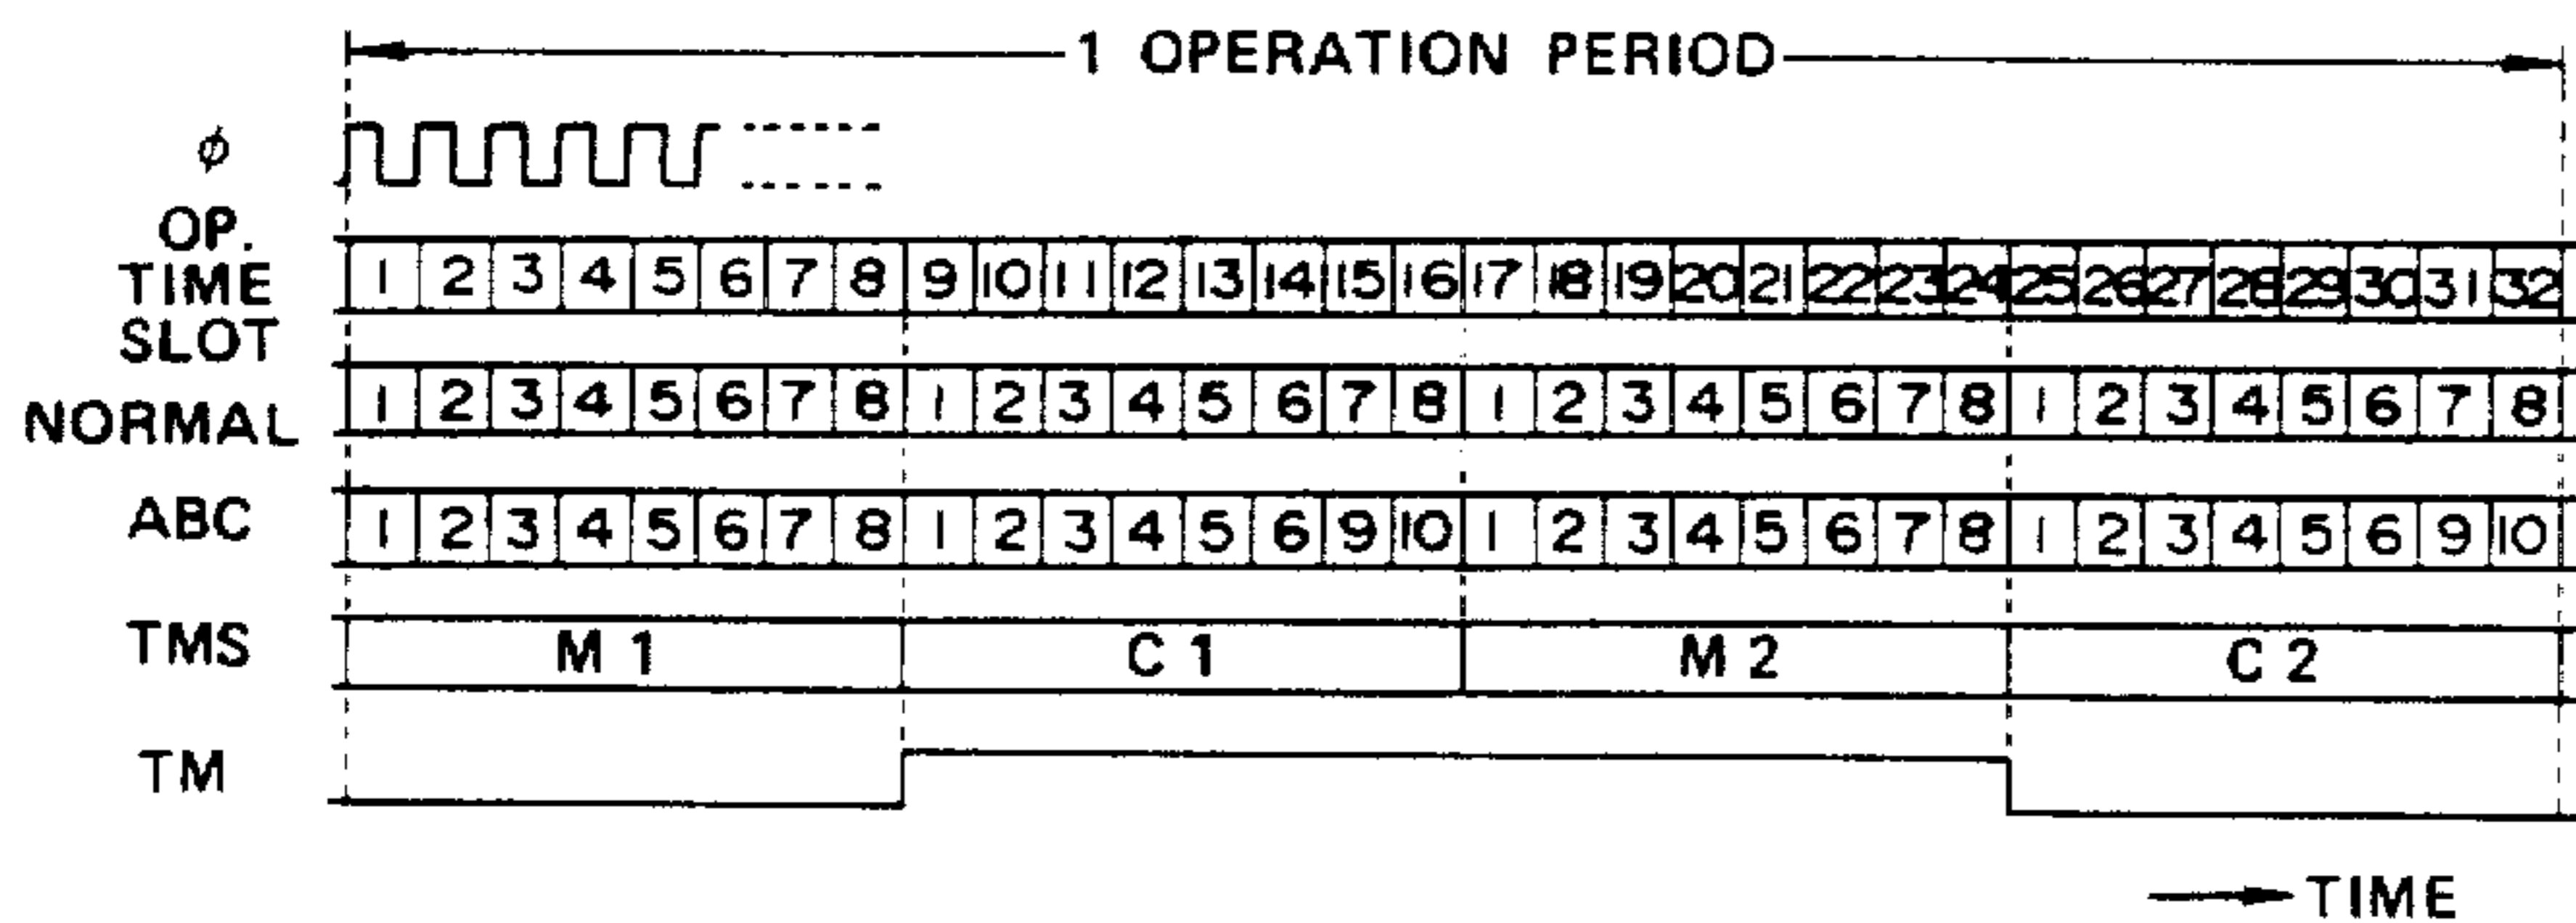 1 OPERATION PERIOD
ϕ
OP. TIME SLOT 1 2 3 4 5 6 7 8 9 10 11 12 13 14 15 16 17 18 19 20 21 22 23 24 25 26 27 28 29 30 31 32
NORMAL 1 2 3 4 5 6 7 8 1 2 3 4 5 6 7 8 1 2 3 4 5 6 7 8 1 2 3 4 5 6 7 8
ABC 1 2 3 4 5 6 7 8 1 2 3 4 5 6 9 10 1 2 3 4 5 6 7 8 1 2 3 4 5 6 9 10
TMS M 1 C 1 M 2 C 2
TM
TIME